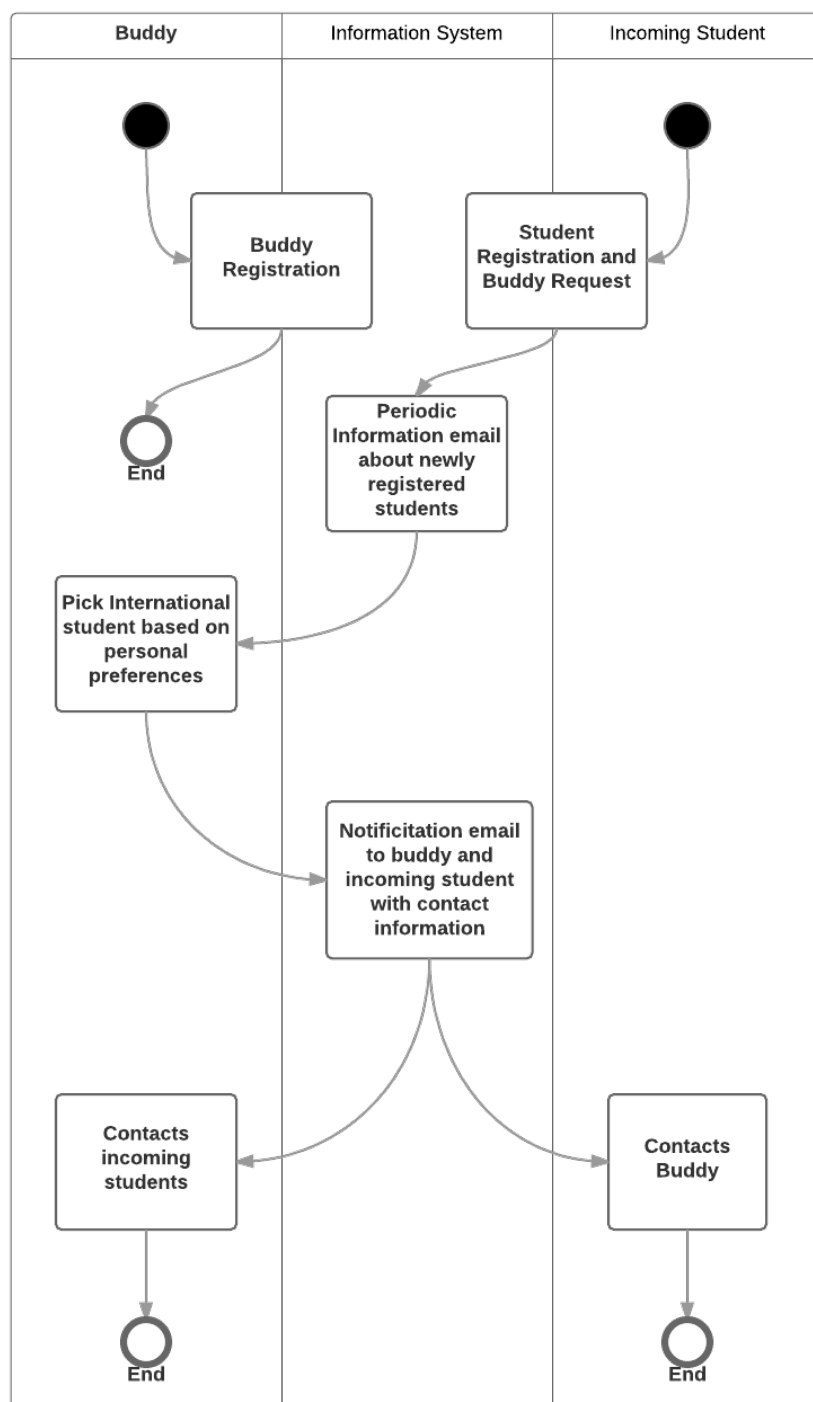 Buddy
Information System
Incoming Student
Buddy
Registration
Student
Registration and
Buddy Request
End
Periodic
Information email
about newly
registered
students
Pick International
student based on
personal
preferences
Notificitation email
to buddy and
incoming student
with contact
information
Contacts
incoming
students
Contacts
Buddy
End
End